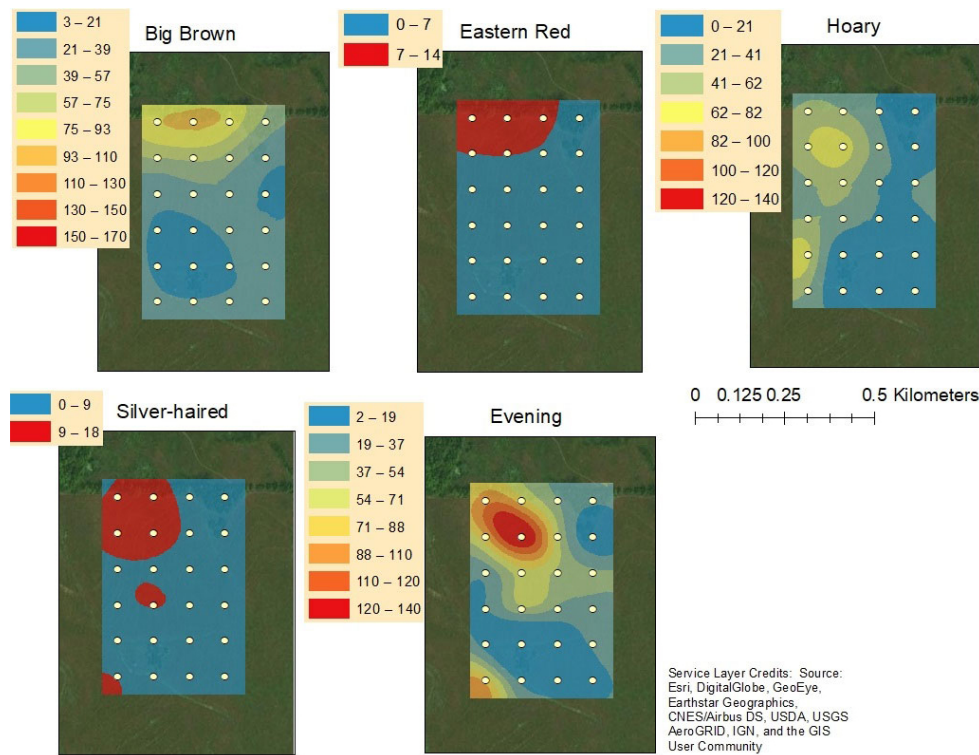 Big Brown
3 – 21
21 – 39
39 – 57
57 – 75
75 – 93
93 – 110
110 – 130
130 – 150
150 – 170
Eastern Red
0 – 7
7 – 14
Hoary
0 – 21
21 – 41
41 – 62
62 – 82
82 – 100
100 – 120
120 – 140
Silver-haired
0 – 9
9 – 18
Evening
2 – 19
19 – 37
37 – 54
54 – 71
71 – 88
88 – 110
110 – 120
120 – 140
0 0.125 0.25 0.5 Kilometers
Service Layer Credits: Source:
Esri, DigitalGlobe, GeoEye,
Earthstar Geographics,
CNES/Airbus DS, USDA, USGS
AeroGRID, IGN, and the GIS
User Community